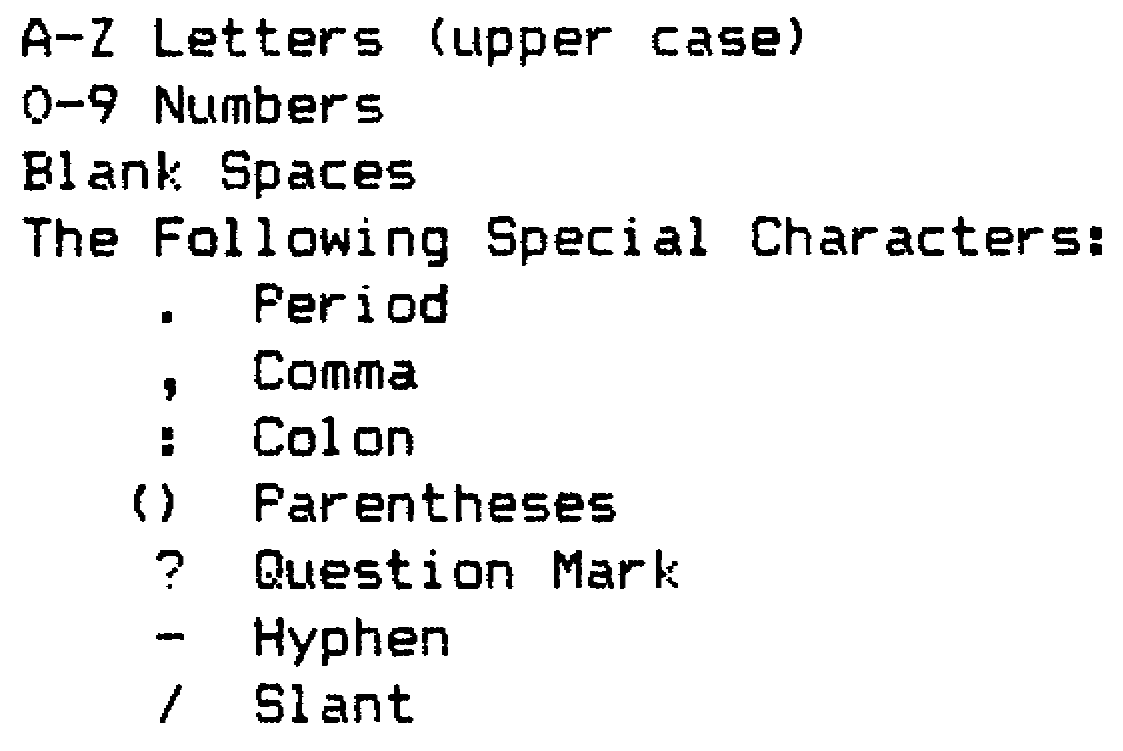 A-Z Letters (upper case)
0-9 Numbers
Blank Spaces
The Following Special Characters:
. Period
, Comma
: Colon
() Parentheses
? Question Mark
- Hyphen
/ Slant